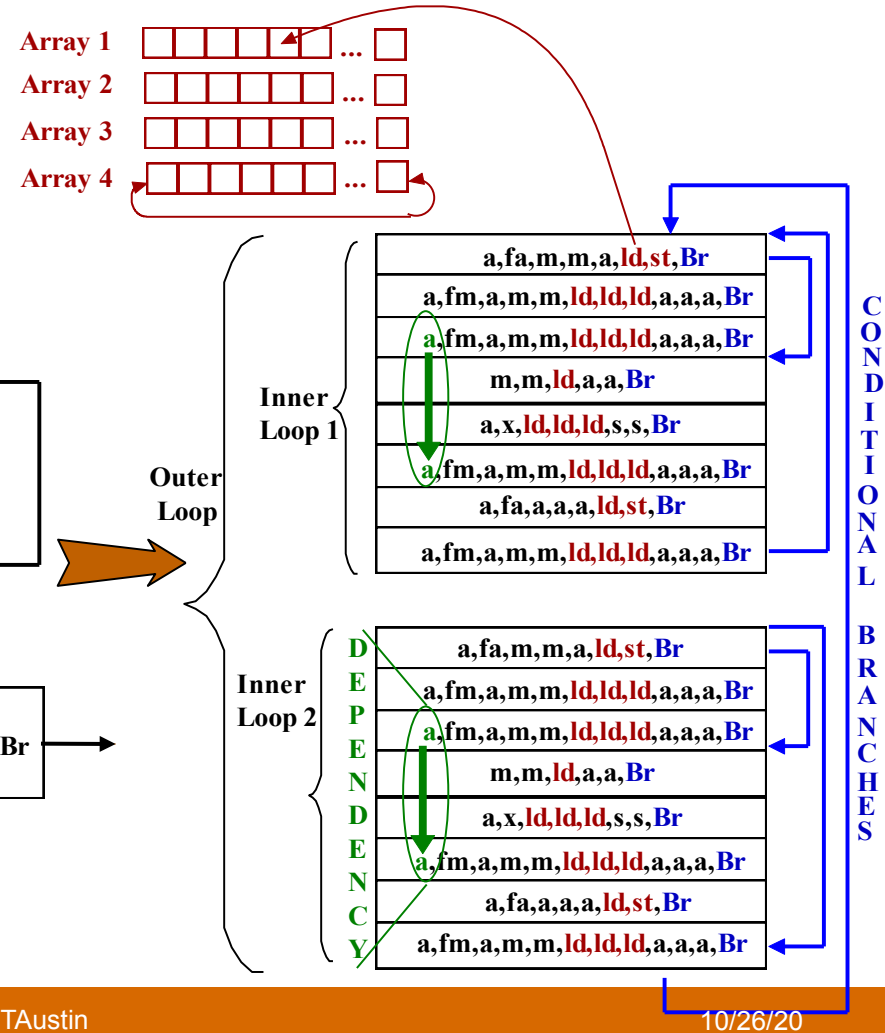 Array 1 ...
Array 2 ...
Array 3 ...
Array 4 ...
Outer
Loop
Inner
Loop 1
a,fa,m,m,a,ld,st,Br
a,fm,a,m,m,ld,ld,ld,a,a,a,Br
a,fm,a,m,m,ld,ld,ld,a,a,a,Br
m,m,ld,a,a,Br
a,x,ld,ld,ld,s,s,Br
a,fm,a,m,m,ld,ld,ld,a,a,a,Br
a,fa,a,a,a,ld,st,Br
a,fm,a,m,m,ld,ld,ld,a,a,a,Br
Br
Inner
Loop 2
DEPENDENCY
a,fa,m,m,a,ld,st,Br
a,fm,a,m,m,ld,ld,ld,a,a,a,Br
a,fm,a,m,m,ld,ld,ld,a,a,a,Br
m,m,ld,a,a,Br
a,x,ld,ld,ld,s,s,Br
a,fm,a,m,m,ld,ld,ld,a,a,a,Br
a,fa,a,a,a,ld,st,Br
a,fm,a,m,m,ld,ld,ld,a,a,a,Br
CONDITIONAL BRANCHES
TAustin
10/26/20